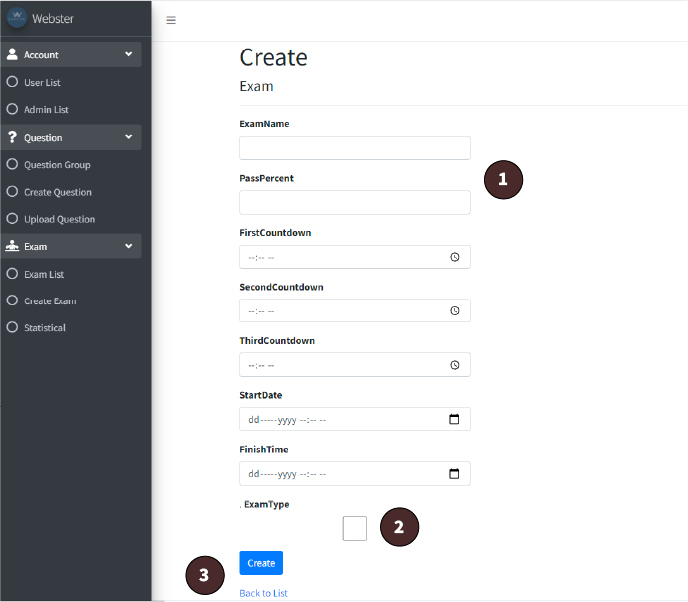 Webster
Account
User List
Admin List
Question
Question Group
Create Question
Upload Question
Exam
Exam List
Create Exam
Statistical
Create
Exam
ExamName
PassPercent
1
FirstCountdown
--:-- --
SecondCountdown
--:-- --
ThirdCountdown
--:-- --
StartDate
dd-----yyyy --:-- --
FinishTime
dd-----yyyy --:-- --
. ExamType
2
Create
3
Back to List